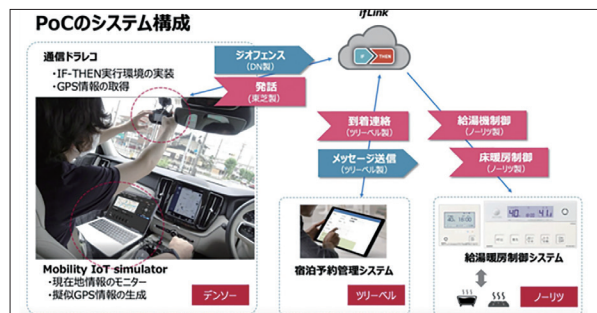 PoCのシステム構成
ifLink
通信ドラレコ
・IF-THEN実行環境の実装
・GPS情報の取得
ジオフェンス
(DN製)
発話
(東芝製)
IF
THEN
到着連絡
(ツリーベル製)
メッセージ送信
(ツリーベル製)
給湯機制御
(ノーリツ製)
床暖房制御
(ノーリツ製)
Mobility IoT simulator
・現在地情報のモニター
・擬似GPS情報の生成
デンソー
宿泊予約管理システム
ツリーベル
給湯暖房制御システム
ノーリツ